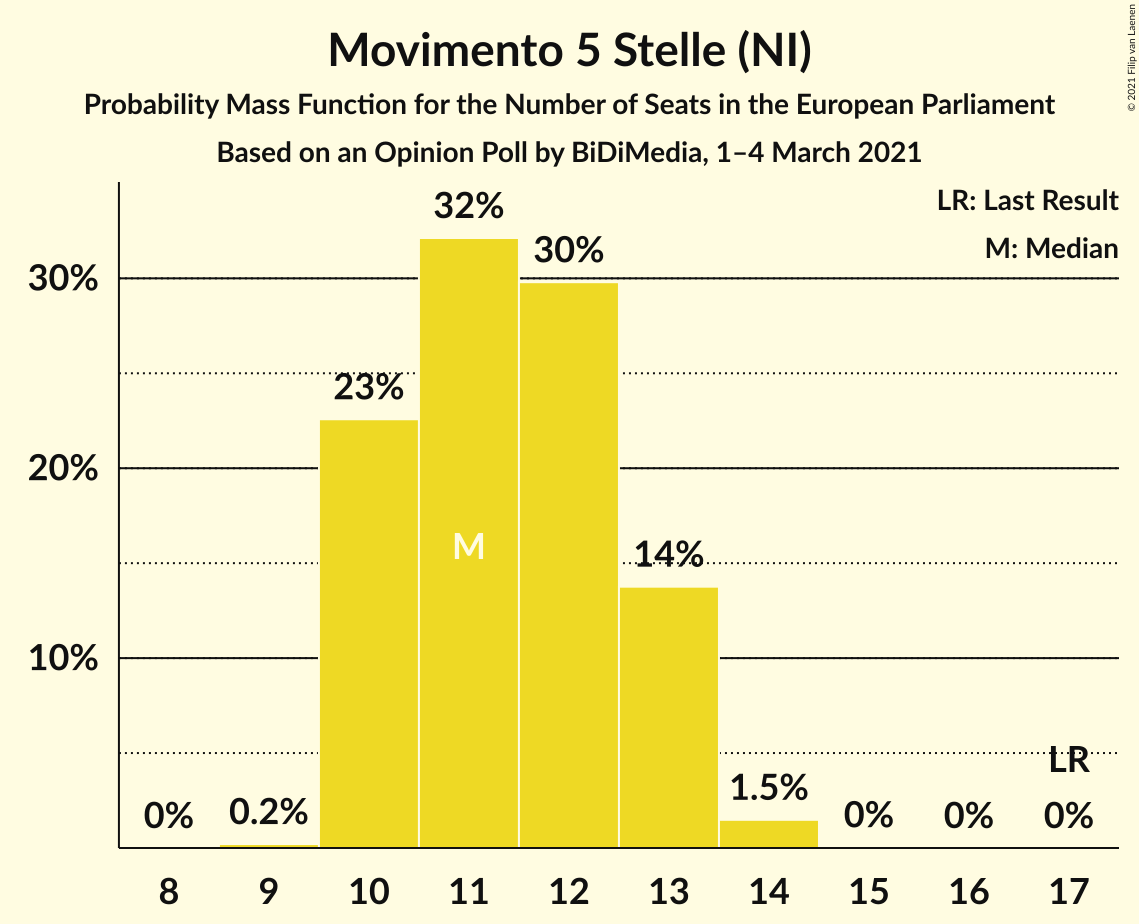 Movimento 5 Stelle (NI)
Probability Mass Function for the Number of Seats in the European Parliament
Based on an Opinion Poll by BiDiMedia, 1–4 March 2021
© 2021 Filip van Laenen
LR: Last Result
M: Median
30%
20%
10%
0%
0.2%
23%
32%
M
30%
14%
1.5%
0%
0%
LR
0%
8 9 10 11 12 13 14 15 16 17